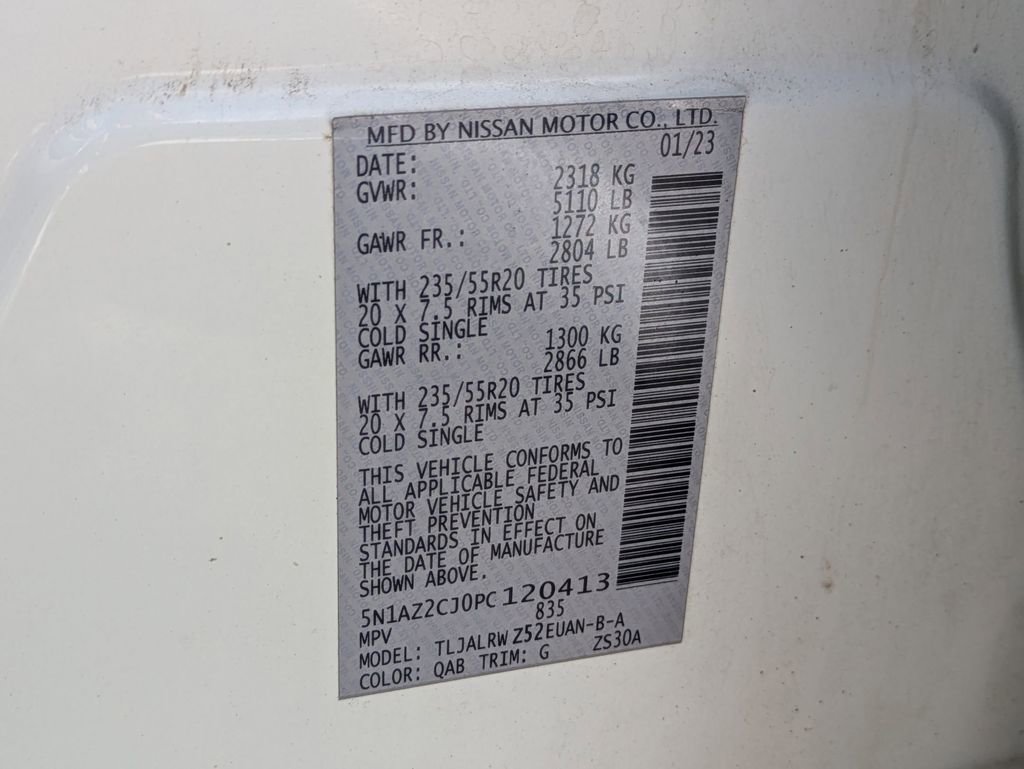 MFD BY NISSAN MOTOR CO., LTD.
DATE: 01/23
GVWR: 2318 KG
5110 LB
GAWR FR.: 1272 KG
2804 LB
WITH 235/55R20 TIRES
20 X 7.5 RIMS AT 35 PSI
COLD SINGLE
GAWR RR.: 1300 KG
2866 LB
WITH 235/55R20 TIRES
20 X 7.5 RIMS AT 35 PSI
COLD SINGLE
THIS VEHICLE CONFORMS TO
ALL APPLICABLE FEDERAL
MOTOR VEHICLE SAFETY AND
THEFT PREVENTION
STANDARDS IN EFFECT ON
THE DATE OF MANUFACTURE
SHOWN ABOVE.
5N1AZ2CJ0PC120413
MPV 835
MODEL: TLJALRWZ52EUAN-B-A
COLOR: QAB TRIM: G ZS30A